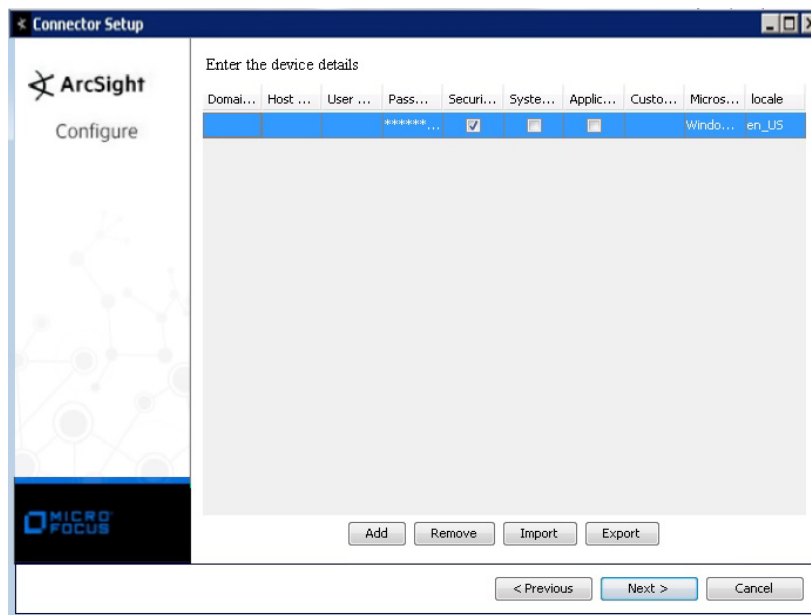 Connector Setup
ArcSight
Configure
Enter the device details
Domai... Host ... User ... Pass... Securi... Syste... Applic... Custo... Micros... locale
******... Windo... en_US
MICRO
FOCUS
Add Remove Import Export
< Previous Next > Cancel